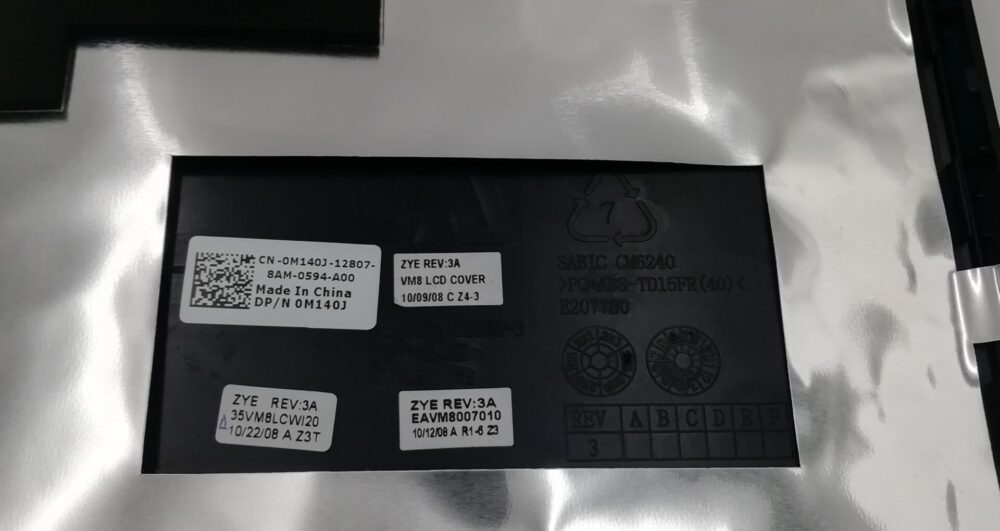 CN -0M140J-12807-
8AM-0594-A00
Made In China
DP/N 0M140J
ZYE REV:3A
VM8 LCD COVER
10/09/08 C Z4-3
ZYE REV:3A
35VM8LCWI20
10/22/08 A Z3T
ZYE REV:3A
EAVM8007010
10/12/08 A R1-6 Z3
7
SABIC CM6240
E207780
REV A B C D E F
3